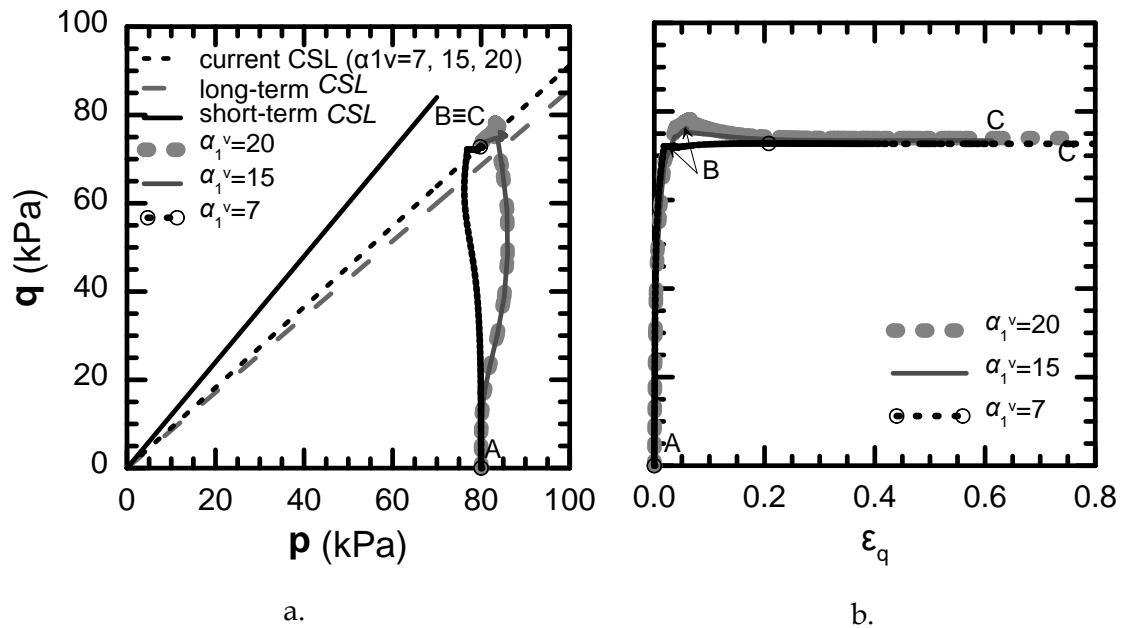 100
80
60
40
20
0
q (kPa)
current CSL (α1v=7, 15, 20)
long-term CSL
short-term CSL
α₁ᵛ=20
α₁ᵛ=15
α₁ᵛ=7
B≡C
A
0 20 40 60 80 100
p (kPa)
a.
C
C
B
A
α₁ᵛ=20
α₁ᵛ=15
α₁ᵛ=7
0.0 0.2 0.4 0.6 0.8
εq
b.